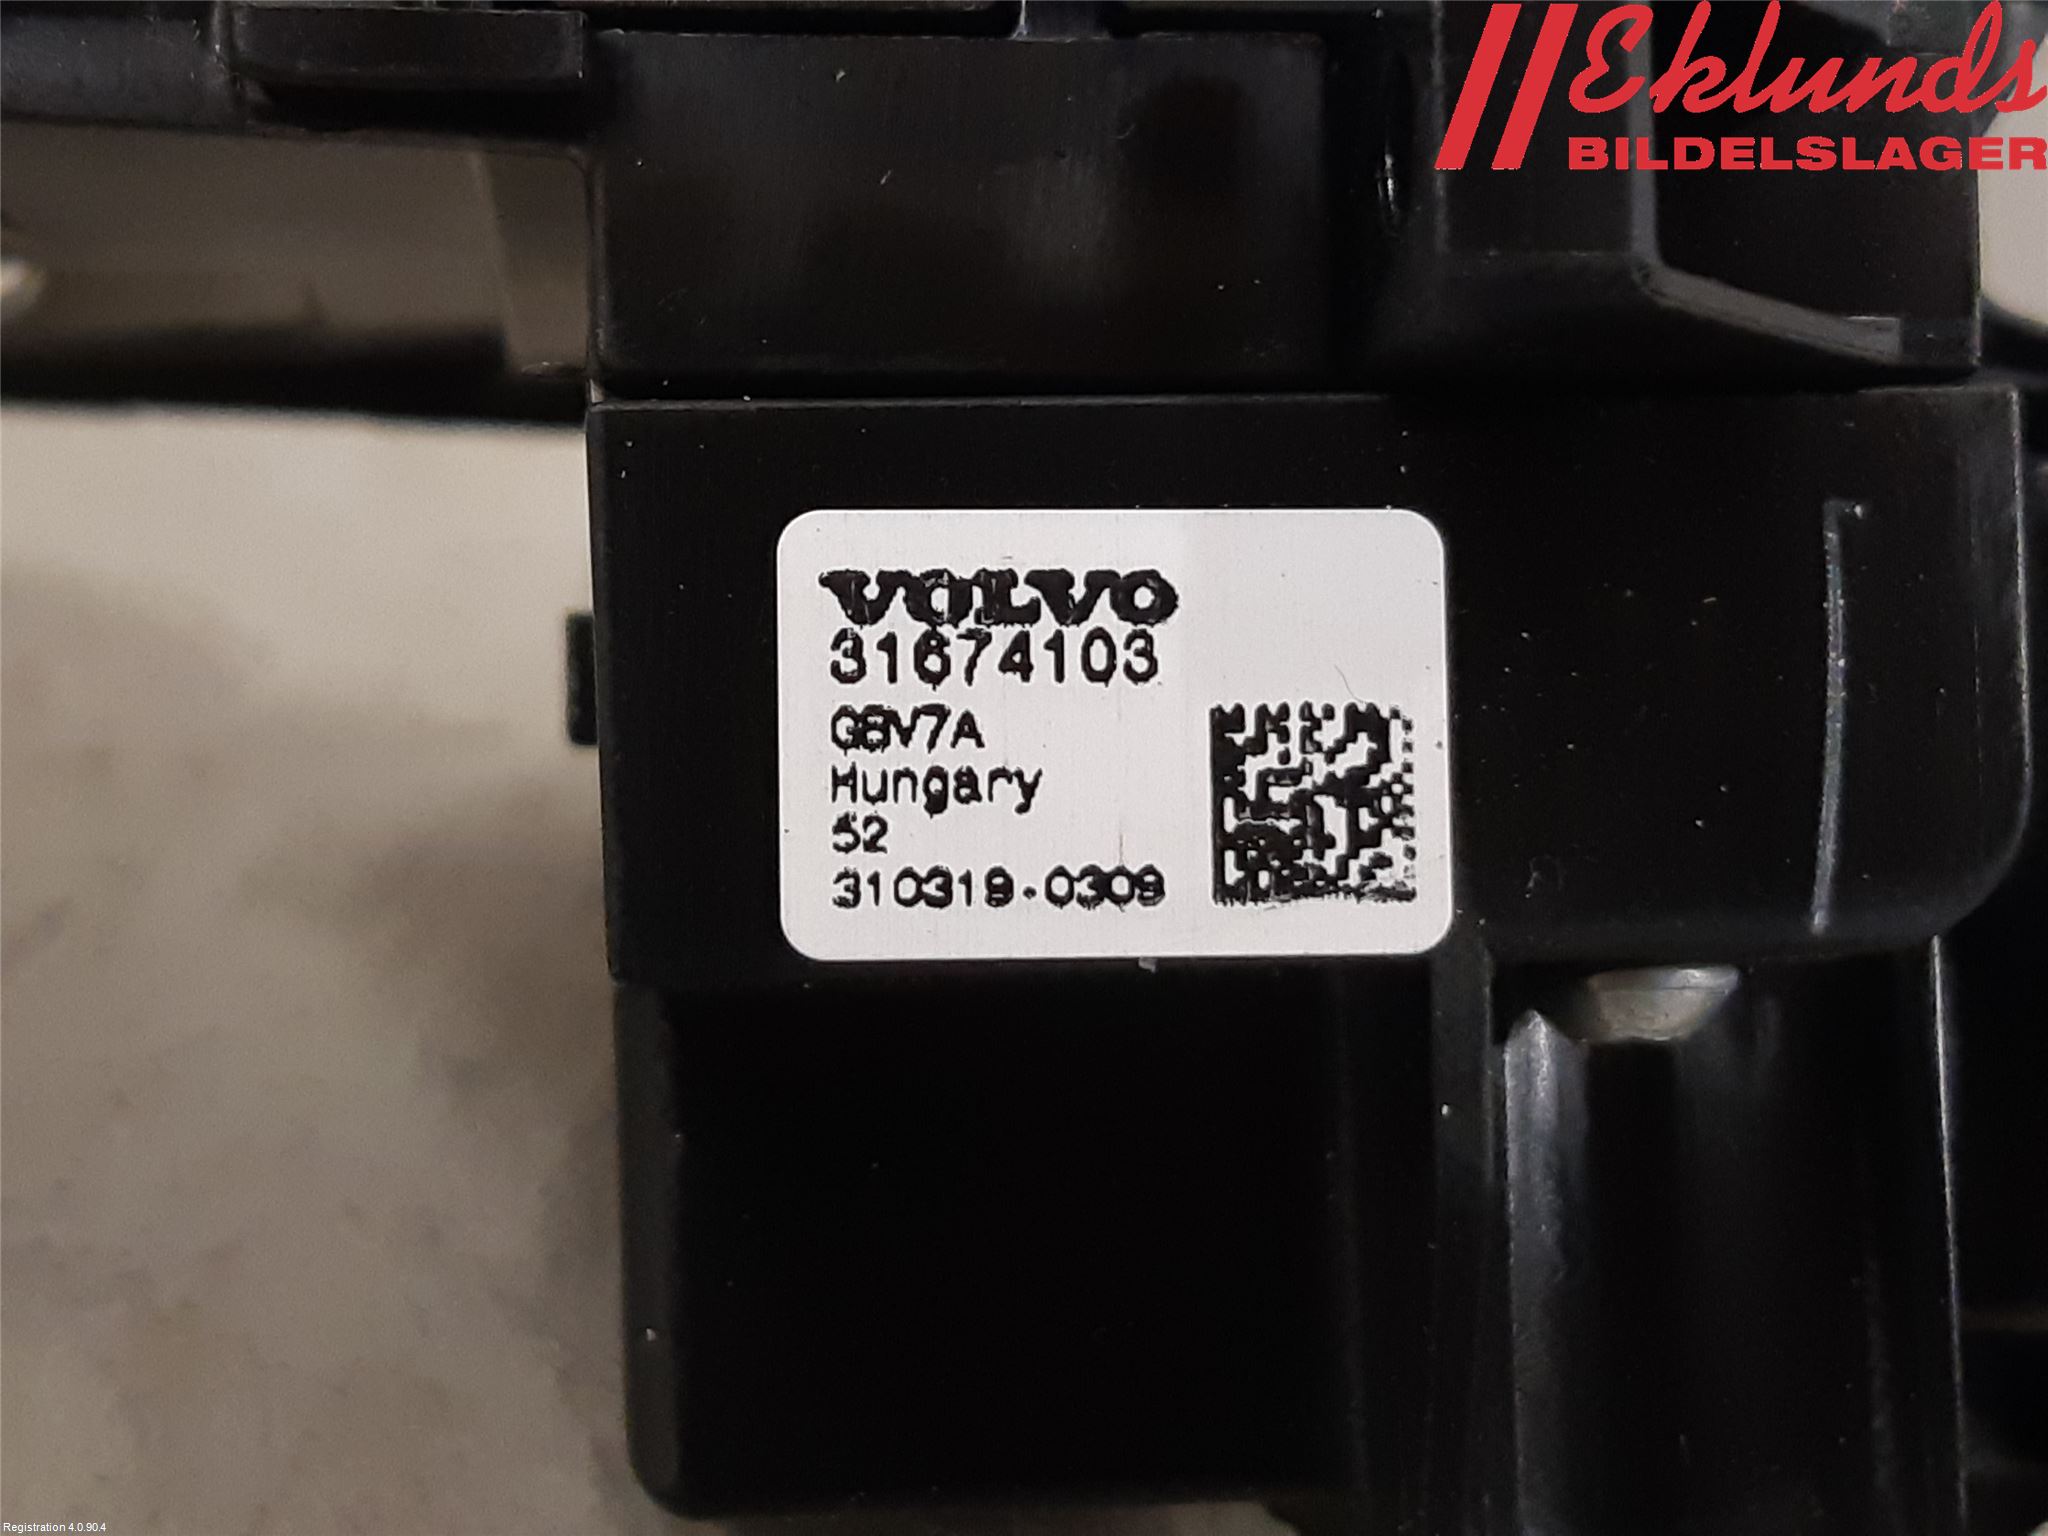 Eklunds
BILDELSLAGER
VOLVO
31674103
G8V7A
Hungary
52
310319-0309
Registration 4.0.90.4